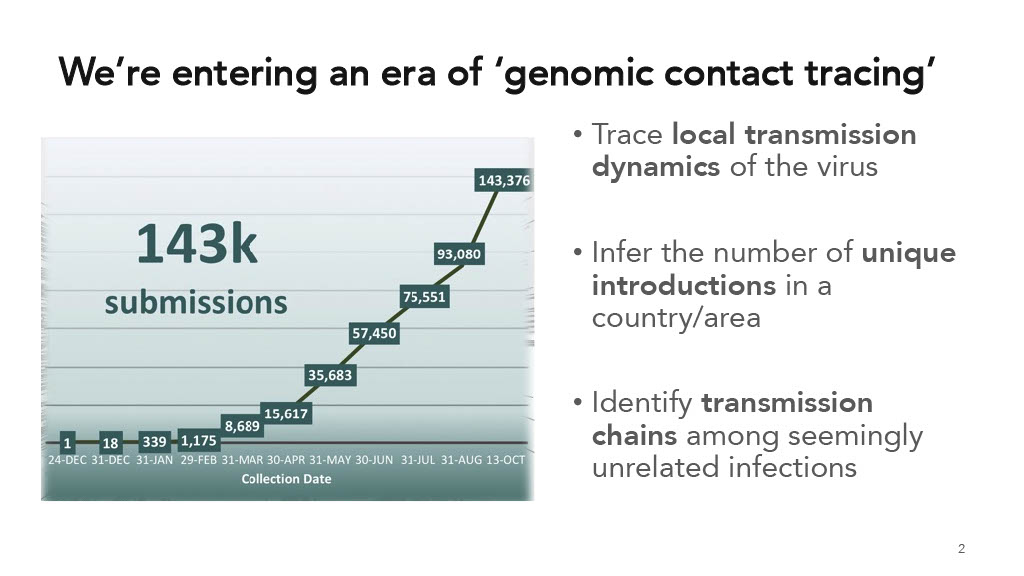 We're entering an era of ‘genomic contact tracing’
143k
submissions
143,376
93,080
75,551
57,450
35,683
15,617
8,689
1,175
339
18
1
24-DEC 31-DEC 31-JAN 29-FEB 31-MAR 30-APR 31-MAY 30-JUN 31-JUL 31-AUG 13-OCT
Collection Date
• Trace local transmission
dynamics of the virus
• Infer the number of unique
introductions in a
country/area
• Identify transmission
chains among seemingly
unrelated infections
2